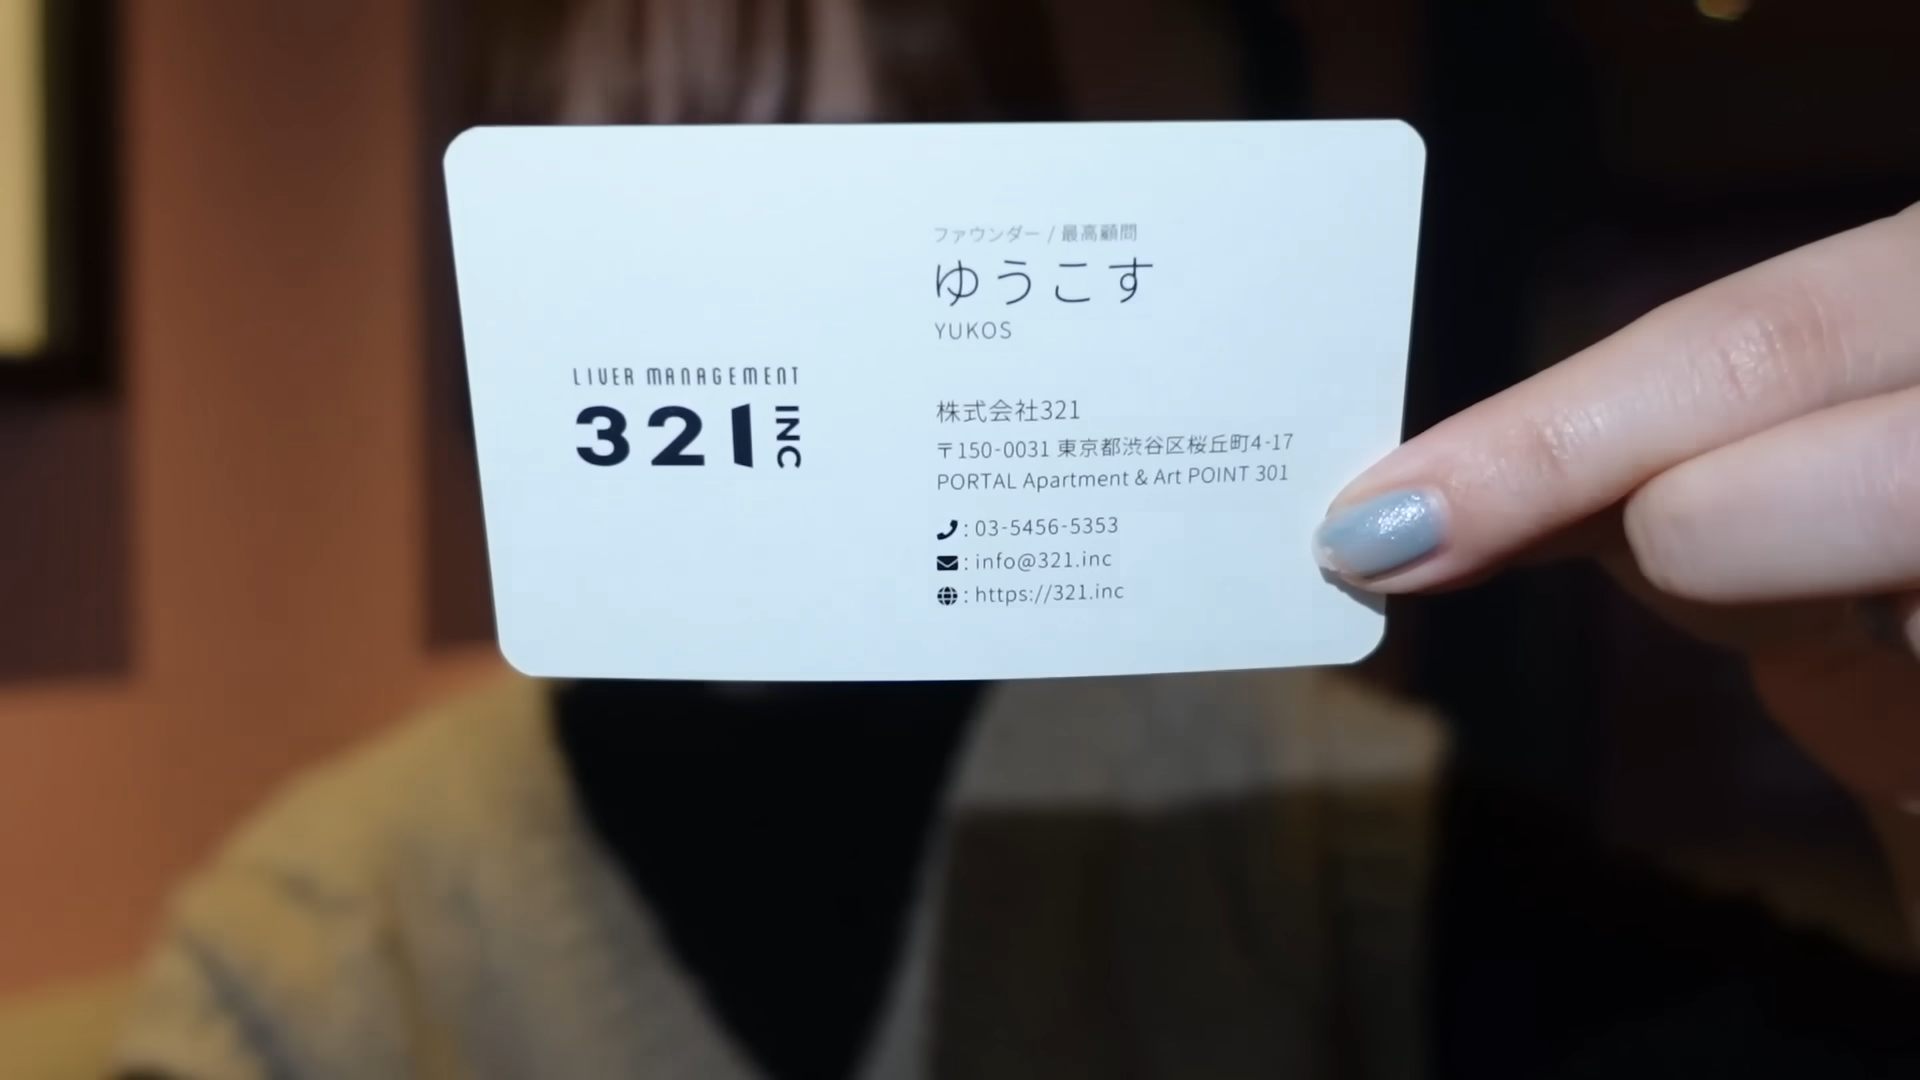 LIVER MANAGEMENT
321 INC
ファウンダー / 最高顧問
ゆうこす
YUKOS
株式会社321
〒150-0031 東京都渋谷区桜丘町4-17
PORTAL Apartment & Art POINT 301
: 03-5456-5353
: info@321.inc
: https://321.inc